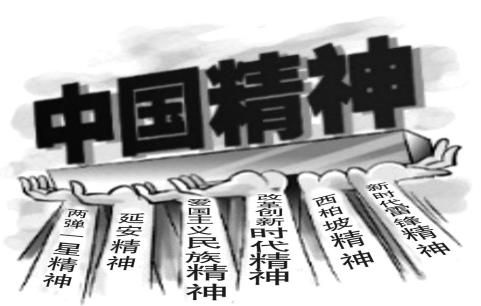 中国精神
两弹一星精神
延安精神
爱国主义民族精神
改革创新时代精神
西柏坡精神
新时代雷锋精神